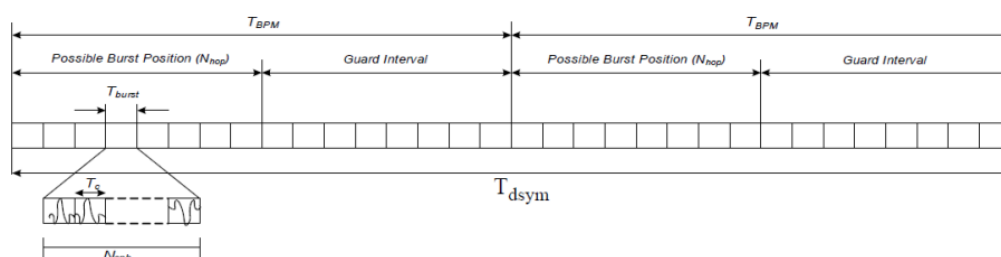 T_BPM T_BPM
Possible Burst Position (N_hop) Guard Interval Possible Burst Position (N_hop) Guard Interval
T_burst
T_dsym
T_c